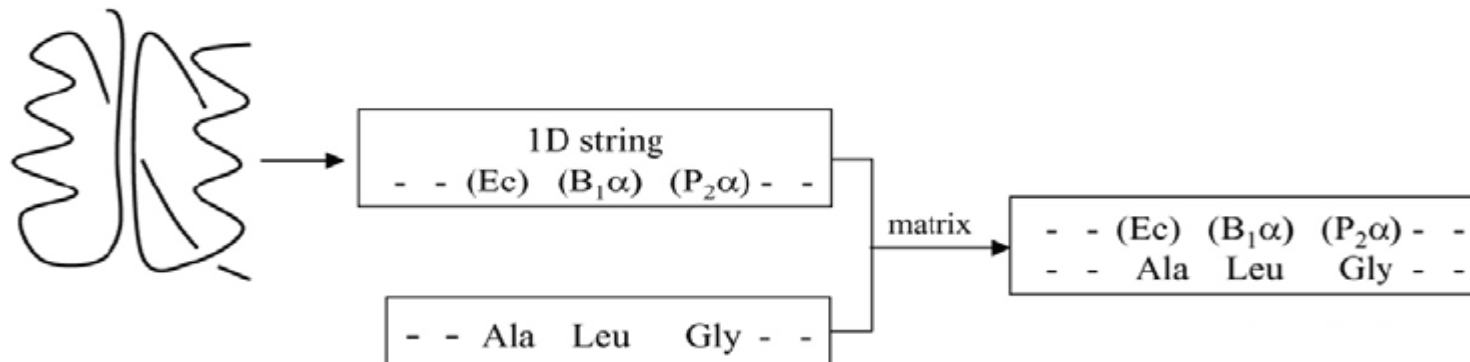 1D string
- - (Ec) (B₁α) (P₂α) - -
- - Ala Leu Gly - -
matrix
- - (Ec) (B₁α) (P₂α) - -
- - Ala Leu Gly - -